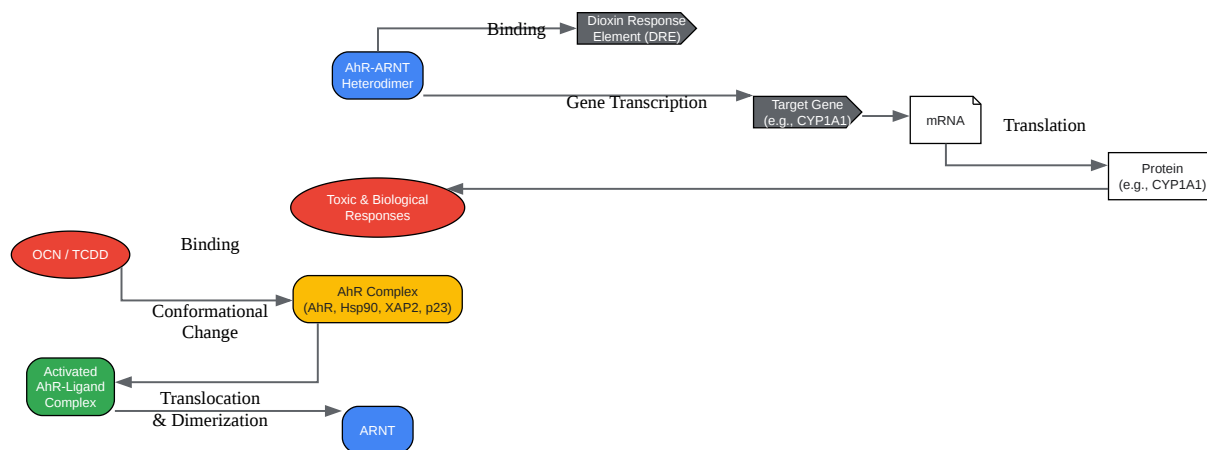 Binding
Dioxin Response
Element (DRE)
AhR-ARNT
Heterodimer
Gene Transcription
Target Gene
(e.g., CYP1A1)
mRNA
Translation
Protein
(e.g., CYP1A1)
Toxic & Biological
Responses
OCN / TCDD
Binding
AhR Complex
(AhR, Hsp90, XAP2, p23)
Conformational
Change
Activated
AhR-Ligand
Complex
Translocation
& Dimerization
ARNT